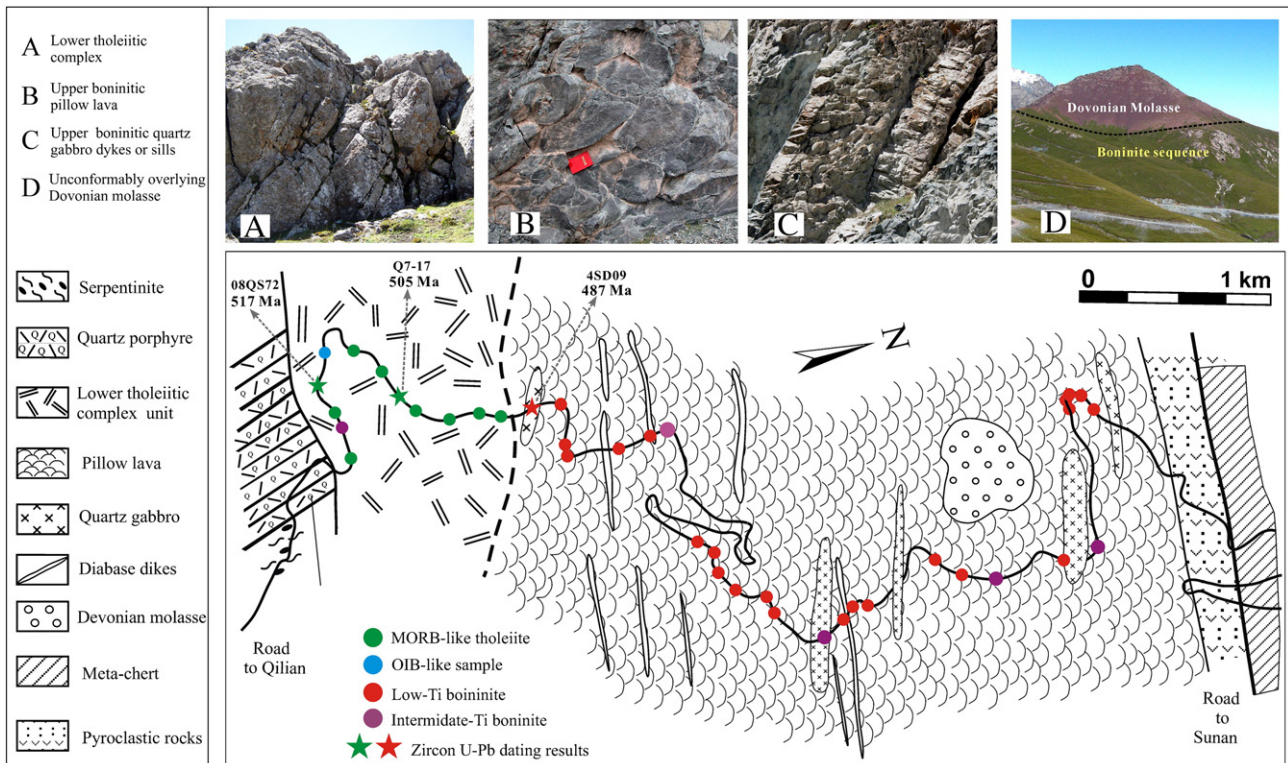 A Lower tholeiitic
complex
B Upper boninitic
pillow lava
C Upper boninitic quartz
gabbro dykes or sills
D Unconformably overlying
Dovonian molasse
A
B
C
Dovonian Molasse
Boninite sequence
D
Serpentinite
Quartz porphyre
Lower tholeiitic
complex unit
Pillow lava
Quartz gabbro
Diabase dikes
Devonian molasse
Meta-chert
Pyroclastic rocks
08QS72
517 Ma
Q7-17
505 Ma
4SD09
487 Ma
0 1 km
N
Road
to Qilian
MORB-like tholeiite
OIB-like sample
Low-Ti boininite
Intermidate-Ti boninite
Zircon U-Pb dating results
Road
to
Sunan